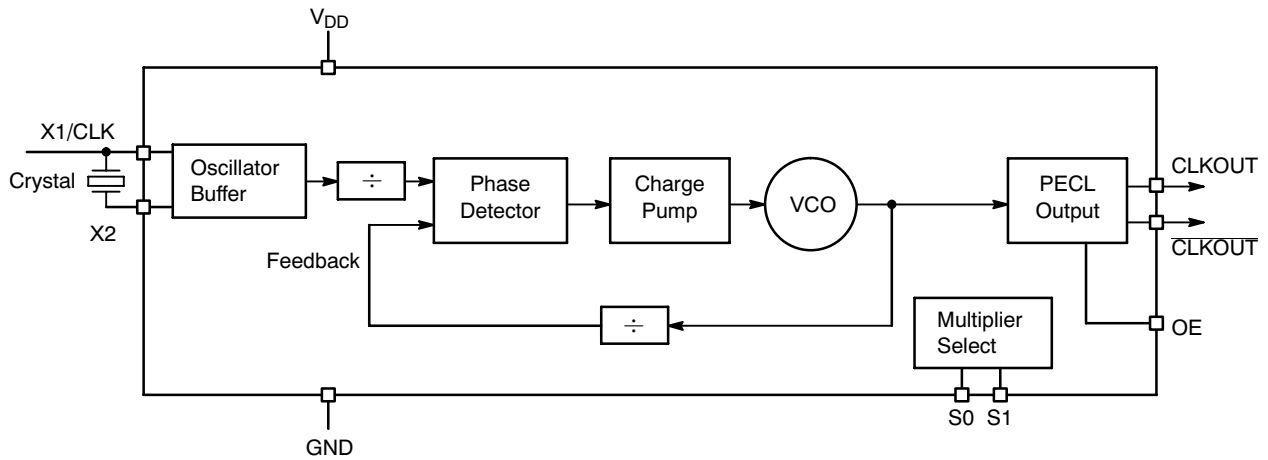 VDD
X1/CLK
Crystal
X2
Oscillator
Buffer
÷
Phase
Detector
Charge
Pump
VCO
PECL
Output
CLKOUT
CLKOUT
Feedback
÷
Multiplier
Select
OE
S0 S1
GND